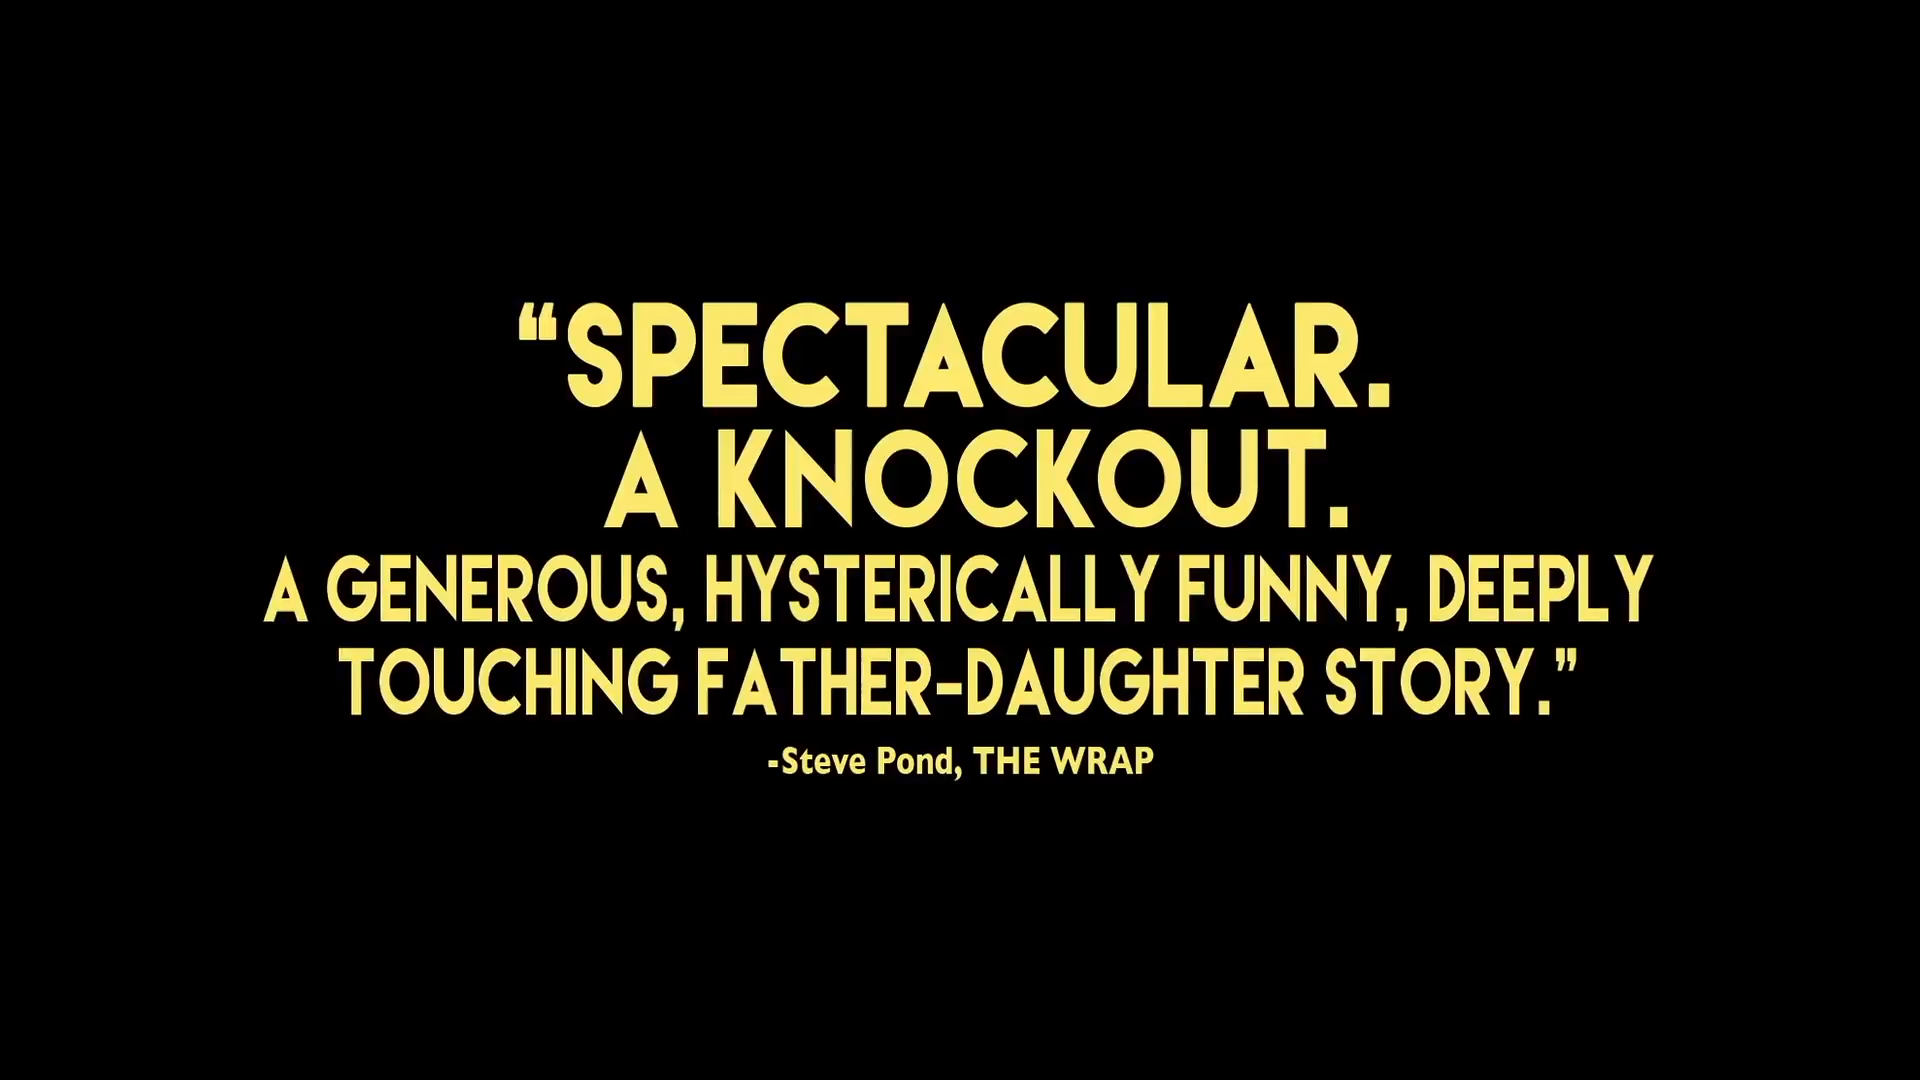 “SPECTACULAR.
A KNOCKOUT.
A GENEROUS, HYSTERICALLY FUNNY, DEEPLY
TOUCHING FATHER-DAUGHTER STORY.”
-Steve Pond, THE WRAP